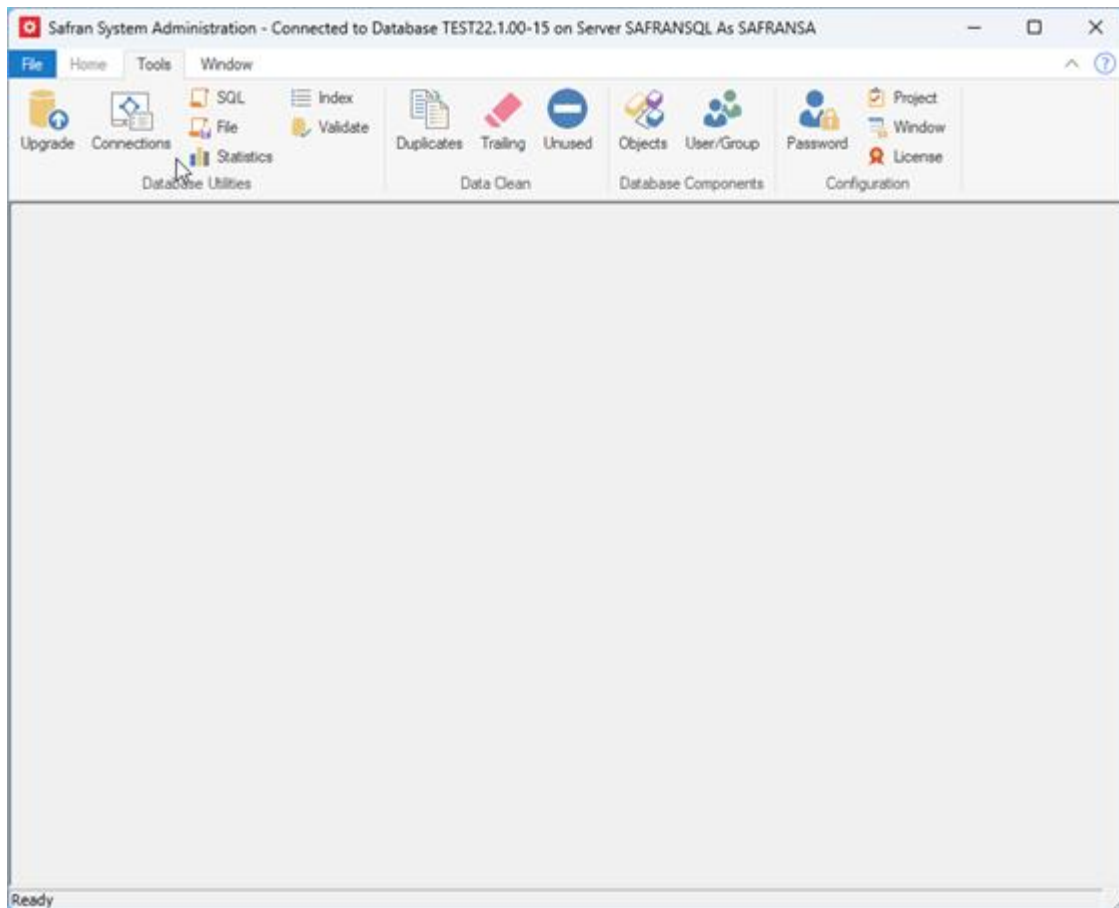 Safran System Administration - Connected to Database TEST22.1.00-15 on Server SAFRANSQL As SAFRANSA
File Home Tools Window
SQL Index Project
File Validate Window
Upgrade Connections Duplicates Trailing Unused Objects User/Group Password
Statistics License
Database Utilities Data Clean Database Components Configuration
Ready